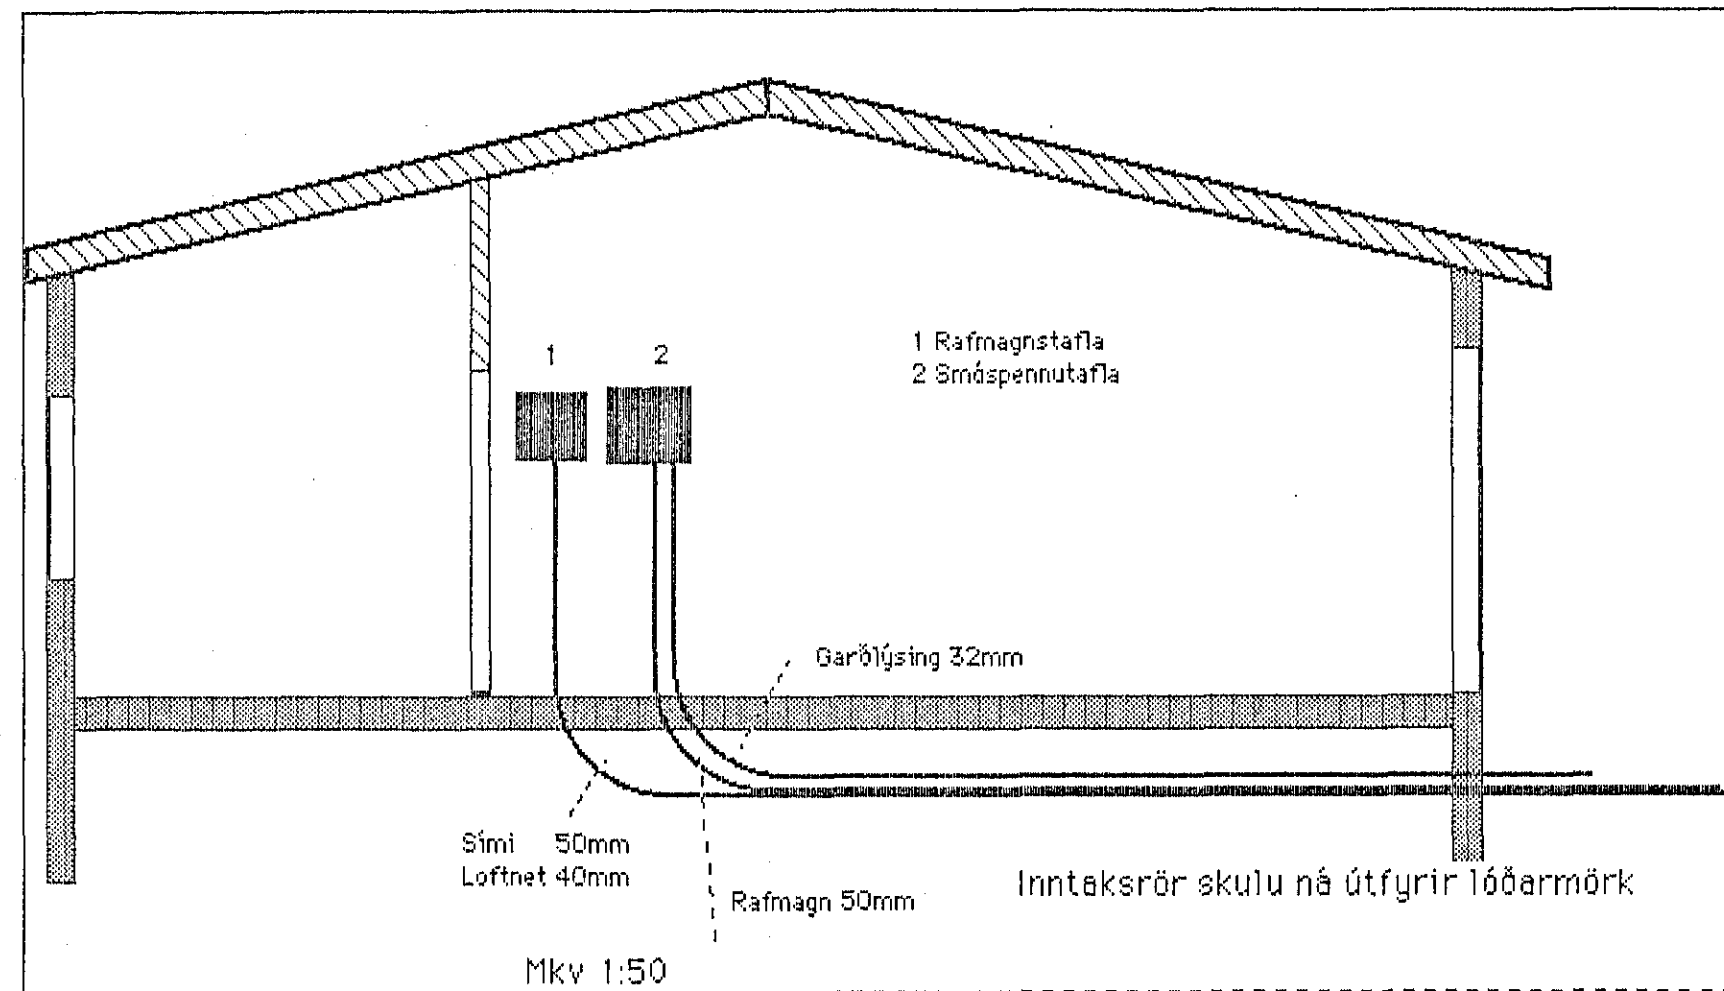 1 Rafmagnstafla
2 Smáspennutafla
1
2
Garðlýsing 32mm
Sími 50mm
Loftnet 40mm
Rafmagn 50mm
Inntaksrör skulu ná útfyrir lóðarmörk
Mkv 1:50